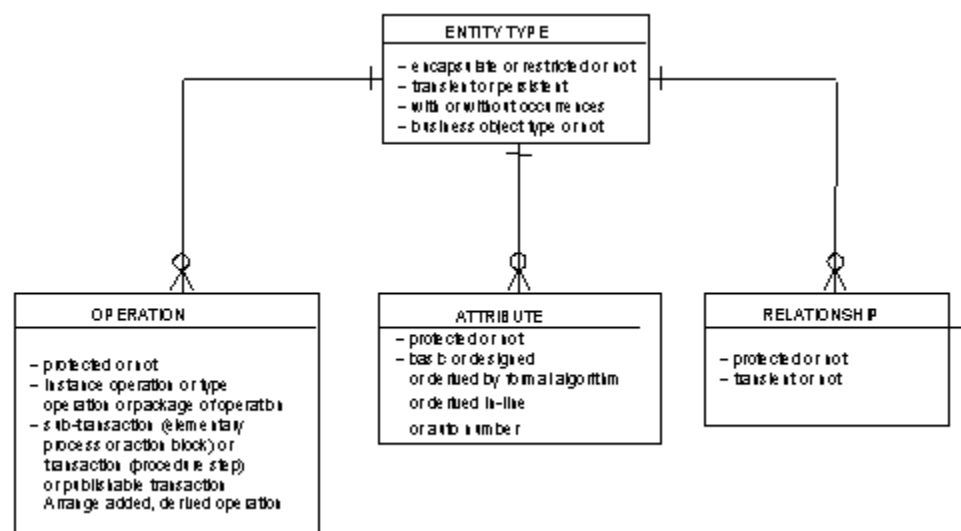 ENTITY TYPE
– encapsulate or restricted or not
– transient or persistent
– with or without occurrences
– business object type or not
OPERATION
– protected or not
– Instance operation or type
operation or package of operation
– sub-transaction (elementary
process or action block) or
transaction (procedure step)
or publishable transaction
Arrange added, derived operation
ATTRIBUTE
– protected or not
– basic or designed
or derived by formal algorithm
or derived in-line
or auto number
RELATIONSHIP
– protected or not
– transient or not